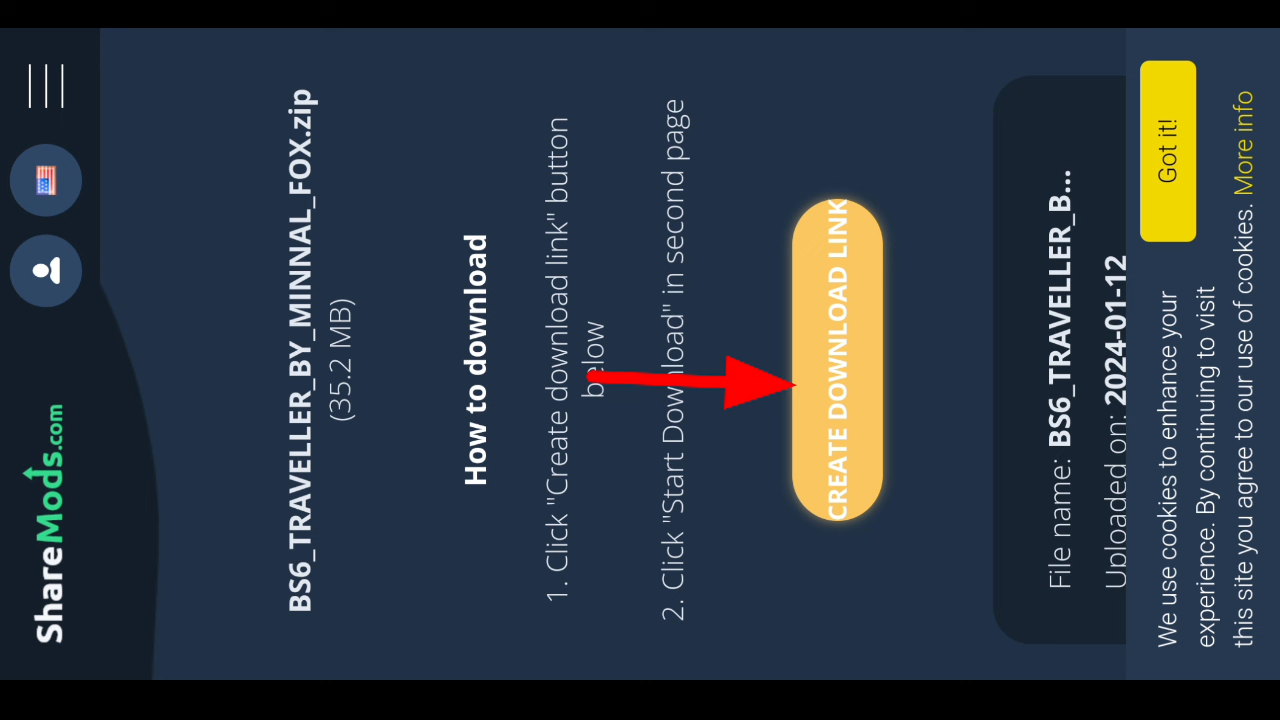 ShareMods.com
BS6_TRAVELLER_BY_MINNAL_FOX.zip
(35.2 MB)
How to download
1. Click "Create download link" button
below
2. Click "Start Download" in second page
CREATE DOWNLOAD LINK
File name: BS6_TRAVELLER_B...
Uploaded on: 2024-01-12
We use cookies to enhance your
experience. By continuing to visit
this site you agree to our use of cookies. More info
Got it!